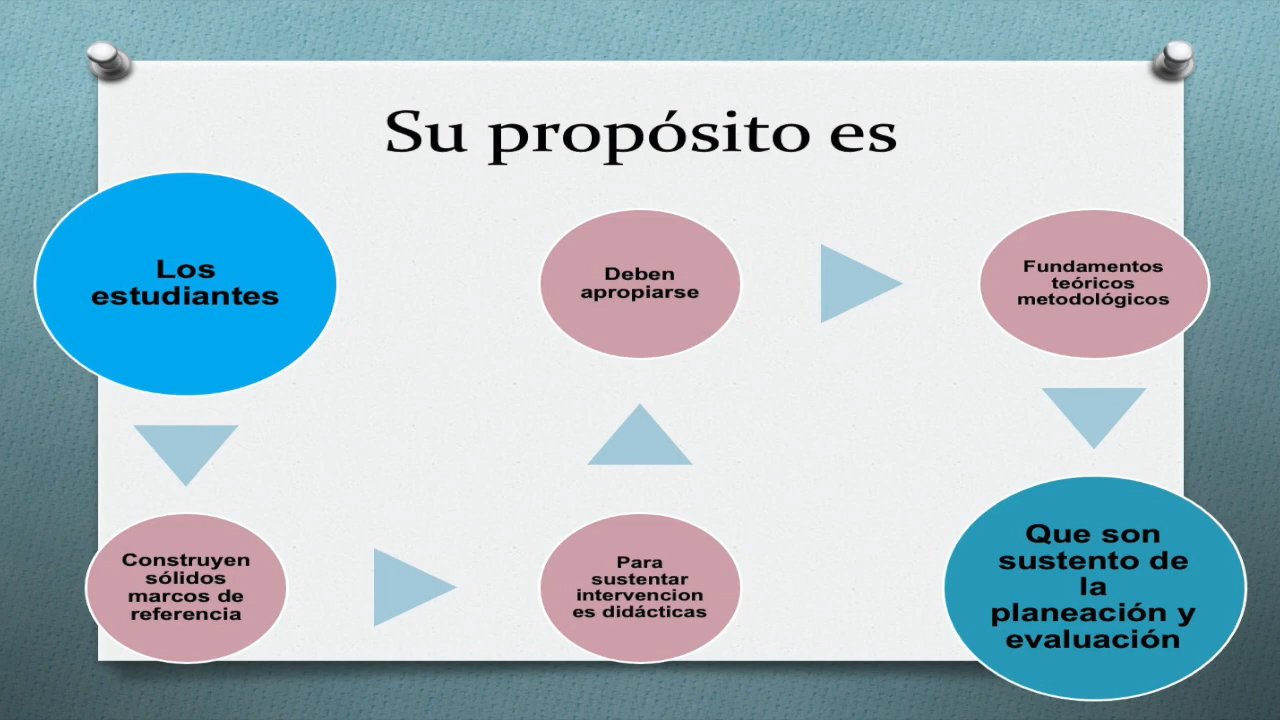 Su propósito es
Los
estudiantes
Construyen
sólidos
marcos de
referencia
Para
sustentar
intervencion
es didácticas
Deben
apropiarse
Fundamentos
teóricos
metodológicos
Que son
sustento de
la
planeación y
evaluación